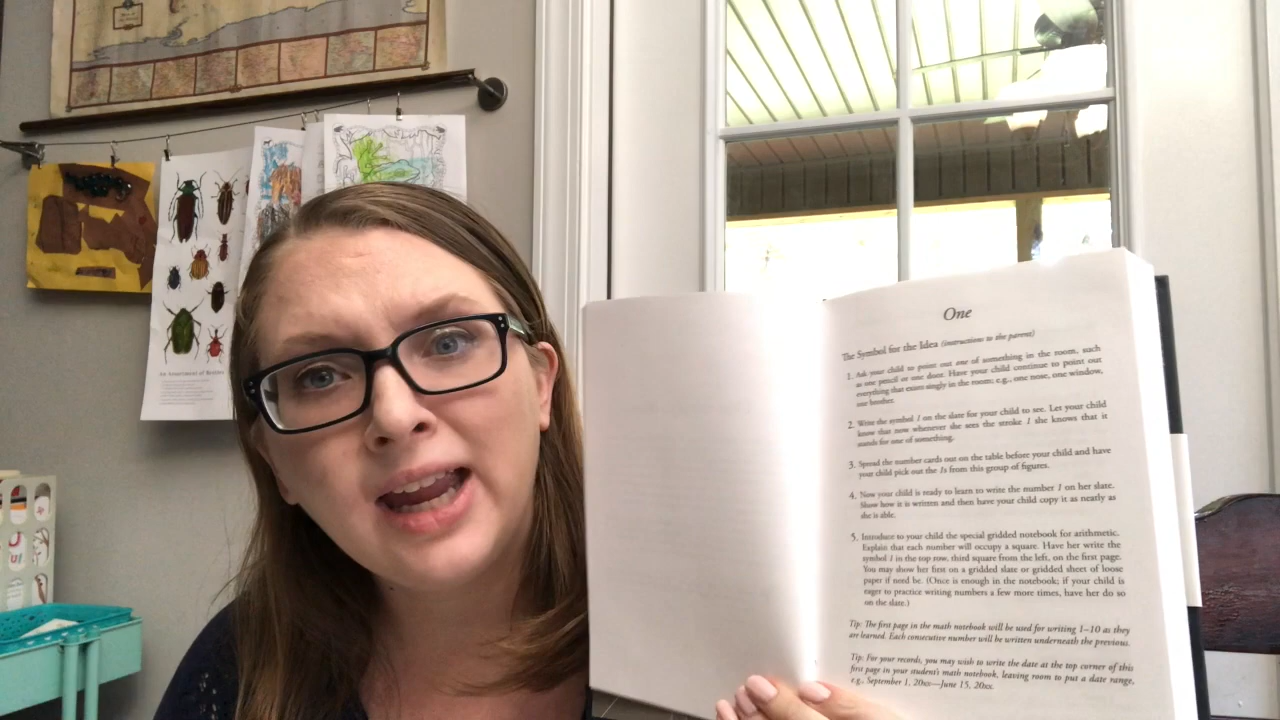 An Assortment of Beetles
One
The Symbol for the Idea (instructions to the parent)
1. Ask your child to point out one of something in the room, such
as one pencil or one door. Have your child continue to point out
everything that exists singly in the room; e.g., one nose, one window,
one brother.
2. Write the symbol 1 on the slate for your child to see. Let your child
know that now whenever she sees the stroke 1 she knows that it
stands for one of something.
3. Spread the number cards out on the table before your child and have
your child pick out the 1s from this group of figures.
4. Now your child is ready to learn to write the number 1 on her slate.
Show how it is written and then have your child copy it as neatly as
she is able.
5. Introduce to your child the special gridded notebook for arithmetic.
Explain that each number will occupy a square. Have her write the
symbol 1 in the top row, third square from the left, on the first page.
You may show her first on a gridded slate or gridded sheet of loose
paper if need be. (Once is enough in the notebook; if your child is
eager to practice writing numbers a few more times, have her do so
on the slate.)
Tip: The first page in the math notebook will be used for writing 1–10 as they
are learned. Each consecutive number will be written underneath the previous.
Tip: For your records, you may wish to write the date at the top corner of this
first page in your student's math notebook, leaving room to put a date range,
e.g., September 1, 20xx—June 15, 20xx.